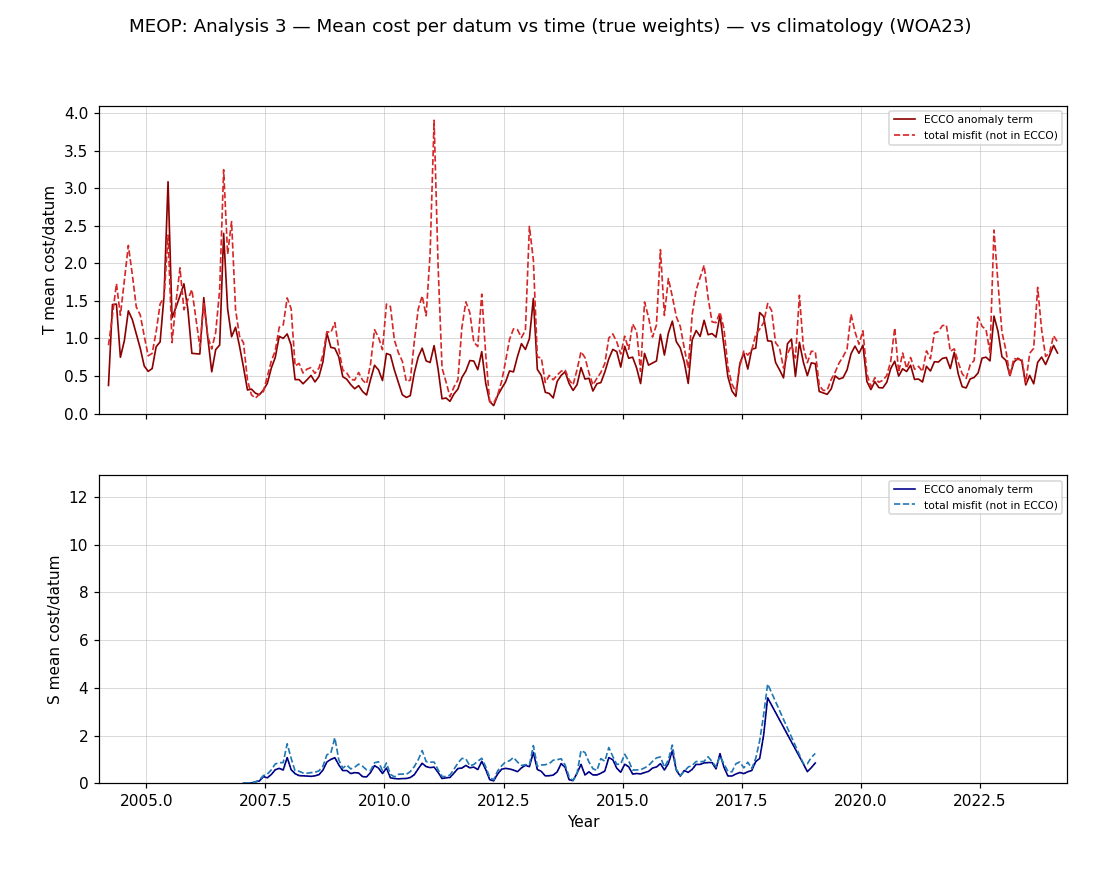 MEOP: Analysis 3 — Mean cost per datum vs time (true weights) — vs climatology (WOA23)
T mean cost/datum
4.0
3.5
3.0
2.5
2.0
1.5
1.0
0.5
0.0
ECCO anomaly term
total misfit (not in ECCO)
S mean cost/datum
12
10
8
6
4
2
0
ECCO anomaly term
total misfit (not in ECCO)
2005.0 2007.5 2010.0 2012.5 2015.0 2017.5 2020.0 2022.5
Year